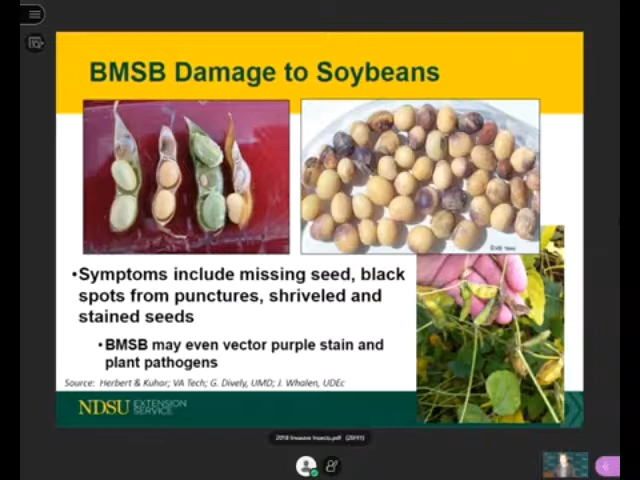 BMSB Damage to Soybeans
•Symptoms include missing seed, black
spots from punctures, shriveled and
stained seeds
•BMSB may even vector purple stain and
plant pathogens
Source: Herbert & Kuhar; VA Tech; G. Dively, UMD; J. Whalen, UDEc
NDSU EXTENSION
SERVICE
2018 Invasive Insects.pdf